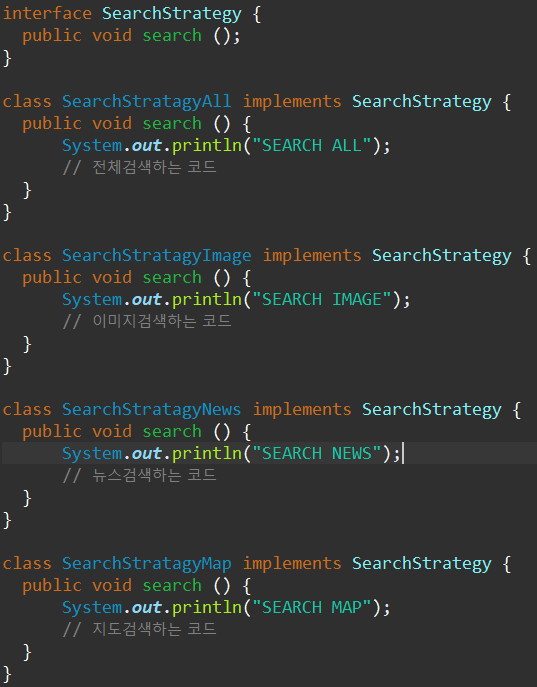 interface SearchStrategy {
  public void search ();
}
class SearchStratagyAll implements SearchStrategy {
  public void search () {
      System.out.println("SEARCH ALL");
      // 전체검색하는 코드
  }
}
class SearchStratagyImage implements SearchStrategy {
  public void search () {
      System.out.println("SEARCH IMAGE");
      // 이미지검색하는 코드
  }
}
class SearchStratagyNews implements SearchStrategy {
  public void search () {
      System.out.println("SEARCH NEWS");
      // 뉴스검색하는 코드
  }
}
class SearchStratagyMap implements SearchStrategy {
  public void search () {
      System.out.println("SEARCH MAP");
      // 지도검색하는 코드
  }
}